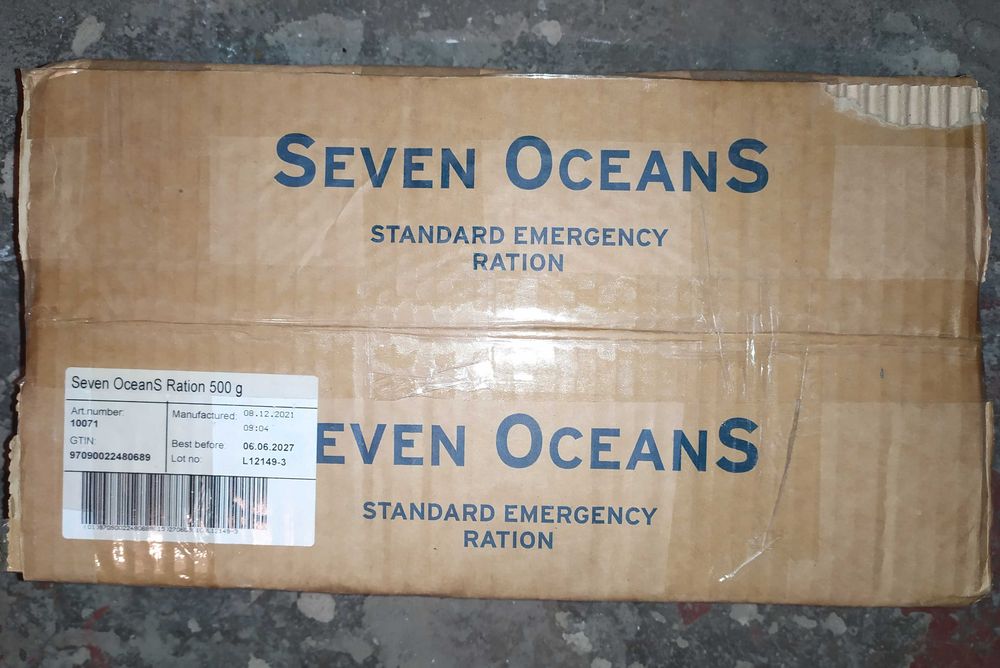 SEVEN OCEANS
STANDARD EMERGENCY
RATION
Seven OceanS Ration 500 g
Art.number:
10071
GTIN:
97090022480689
Manufactured: 08.12.2021
09:04
Best before: 06.06.2027
Lot no: L12149-3
EVEN OCEANS
STANDARD EMERGENCY
RATION